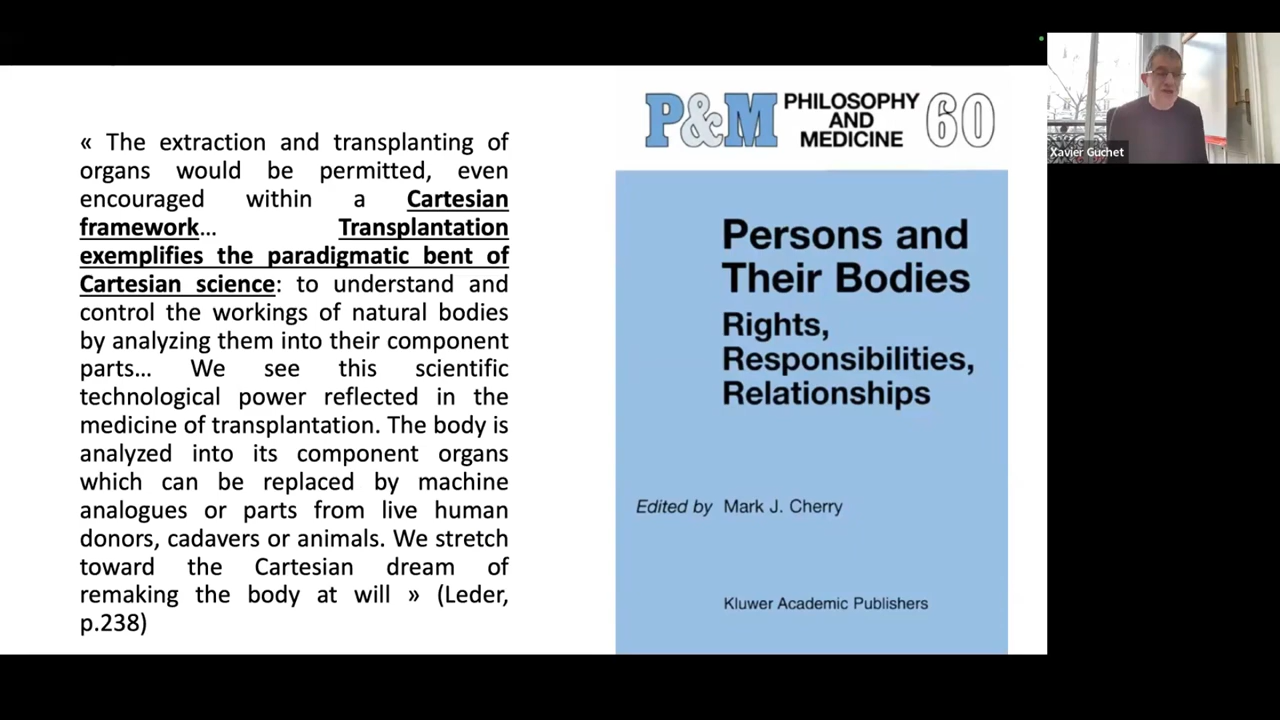 « The extraction and transplanting of
organs would be permitted, even
encouraged within a Cartesian
framework… Transplantation
exemplifies the paradigmatic bent of
Cartesian science: to understand and
control the workings of natural bodies
by analyzing them into their component
parts… We see this scientific
technological power reflected in the
medicine of transplantation. The body is
analyzed into its component organs
which can be replaced by machine
analogues or parts from live human
donors, cadavers or animals. We stretch
toward the Cartesian dream of
remaking the body at will » (Leder,
p.238)
P&M PHILOSOPHY AND MEDICINE 60
Persons and
Their Bodies
Rights,
Responsibilities,
Relationships
Edited by Mark J. Cherry
Kluwer Academic Publishers
Xavier Guchet